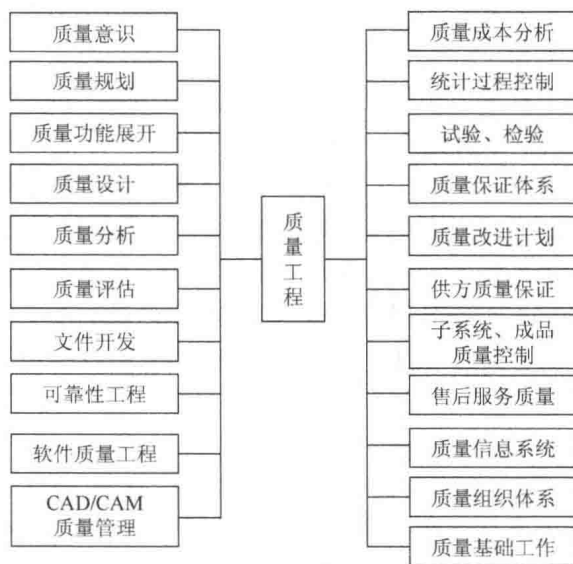 质量意识
质量规划
质量功能展开
质量设计
质量分析
质量评估
文件开发
可靠性工程
软件质量工程
CAD/CAM
质量管理
质量工程
质量成本分析
统计过程控制
试验、检验
质量保证体系
质量改进计划
供方质量保证
子系统、成品
质量控制
售后服务质量
质量信息系统
质量组织体系
质量基础工作